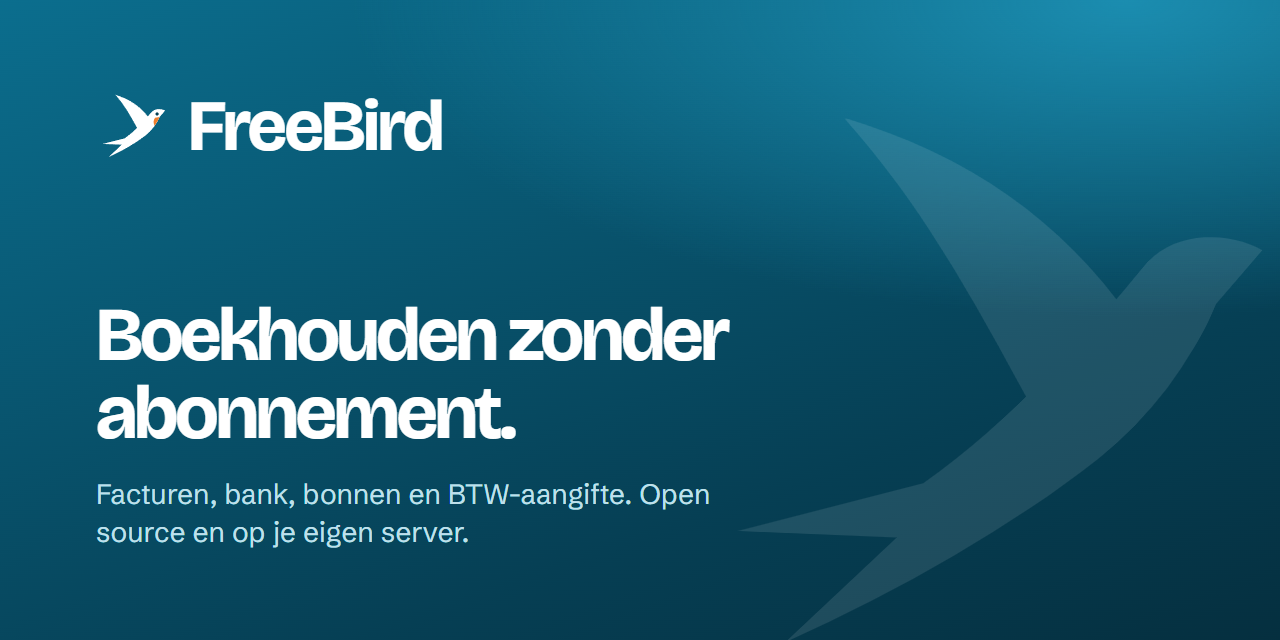 FreeBird
Boekhouden zonder
abonnement.
Facturen, bank, bonnen en BTW-aangifte. Open
source en op je eigen server.